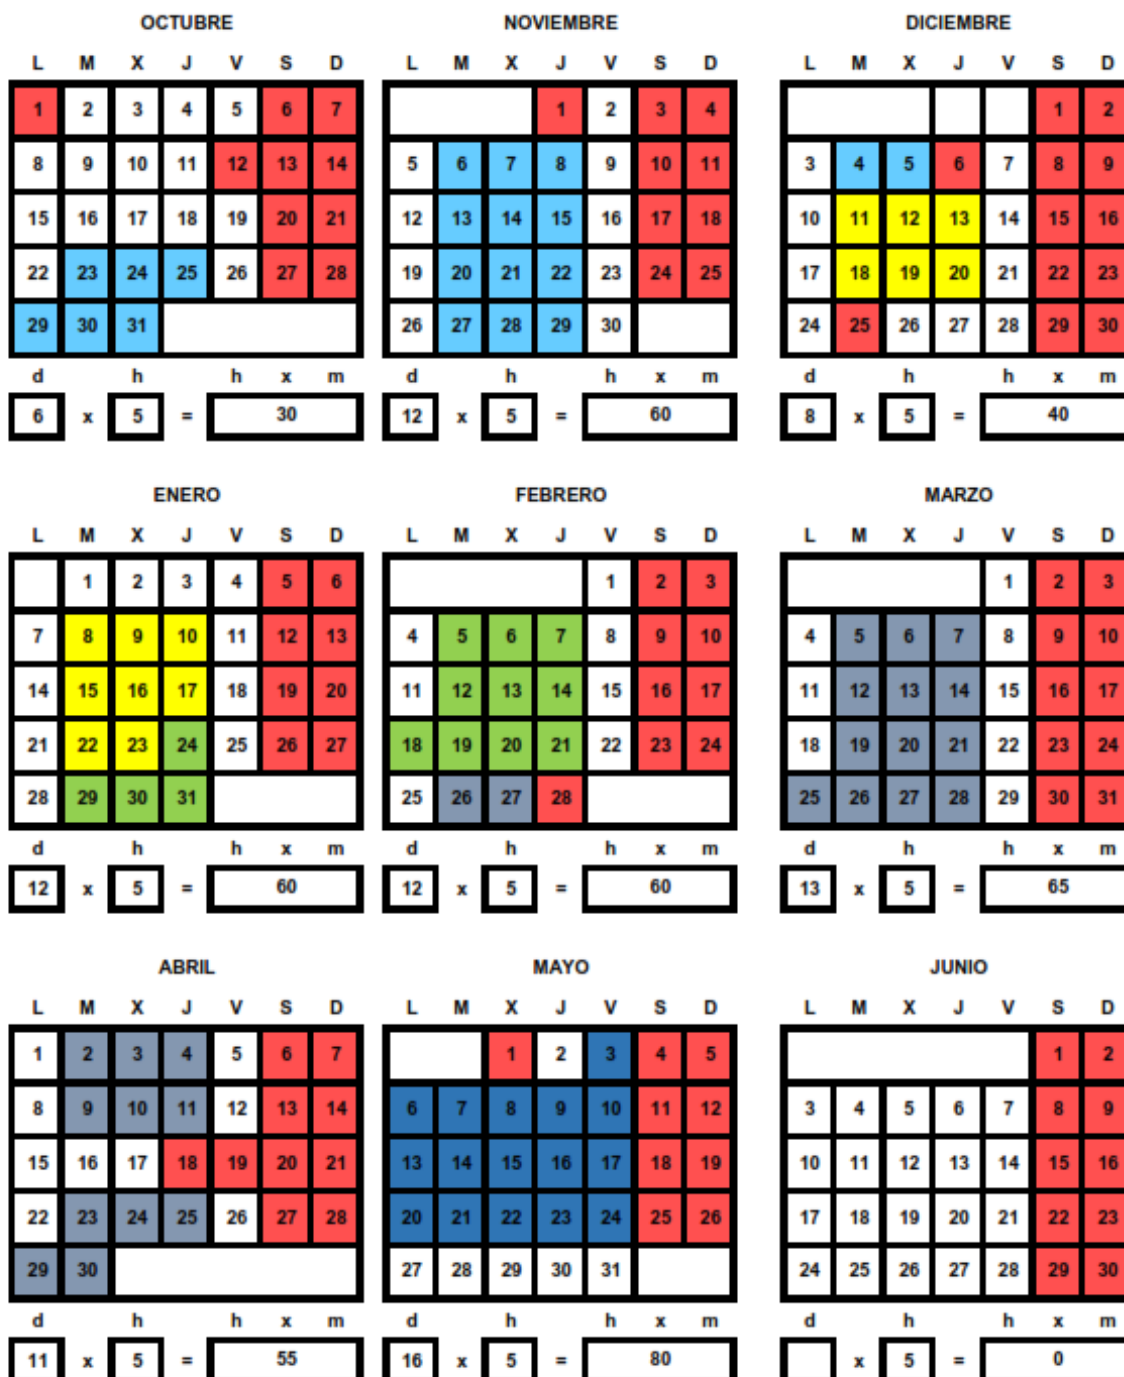 OCTUBRE NOVIEMBRE DICIEMBRE
L M X J V S D L M X J V S D L M X J V S D
1 2 3 4 5 6 7 1 2 3 4 1 2
8 9 10 11 12 13 14 5 6 7 8 9 10 11 3 4 5 6 7 8 9
15 16 17 18 19 20 21 12 13 14 15 16 17 18 10 11 12 13 14 15 16
22 23 24 25 26 27 28 19 20 21 22 23 24 25 17 18 19 20 21 22 23
29 30 31 26 27 28 29 30 24 25 26 27 28 29 30
d h h x m d h h x m d h h x m
6 x 5 = 30 12 x 5 = 60 8 x 5 = 40
ENERO FEBRERO MARZO
L M X J V S D L M X J V S D L M X J V S D
1 2 3 4 5 6 1 2 3 1 2 3
7 8 9 10 11 12 13 4 5 6 7 8 9 10 4 5 6 7 8 9 10
14 15 16 17 18 19 20 11 12 13 14 15 16 17 11 12 13 14 15 16 17
21 22 23 24 25 26 27 18 19 20 21 22 23 24 18 19 20 21 22 23 24
28 29 30 31 25 26 27 28 25 26 27 28 29 30 31
d h h x m d h h x m d h h x m
12 x 5 = 60 12 x 5 = 60 13 x 5 = 65
ABRIL MAYO JUNIO
L M X J V S D L M X J V S D L M X J V S D
1 2 3 4 5 6 7 1 2 3 4 5 1 2
8 9 10 11 12 13 14 6 7 8 9 10 11 12 3 4 5 6 7 8 9
15 16 17 18 19 20 21 13 14 15 16 17 18 19 10 11 12 13 14 15 16
22 23 24 25 26 27 28 20 21 22 23 24 25 26 17 18 19 20 21 22 23
29 30 27 28 29 30 31 24 25 26 27 28 29 30
d h h x m d h h x m d h h x m
11 x 5 = 55 16 x 5 = 80 x 5 = 0